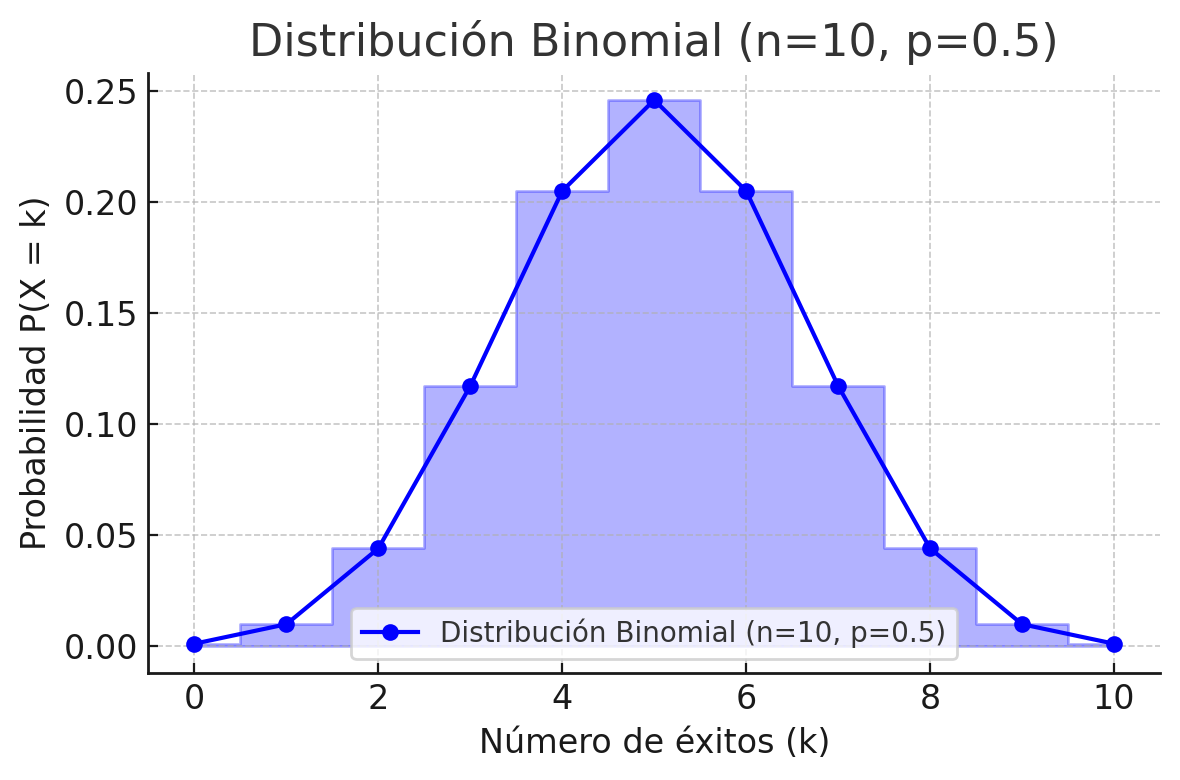 Distribución Binomial (n=10, p=0.5)
Probabilidad P(X = k)
0.25
0.20
0.15
0.10
0.05
0.00
Distribución Binomial (n=10, p=0.5)
0 2 4 6 8 10
Número de éxitos (k)